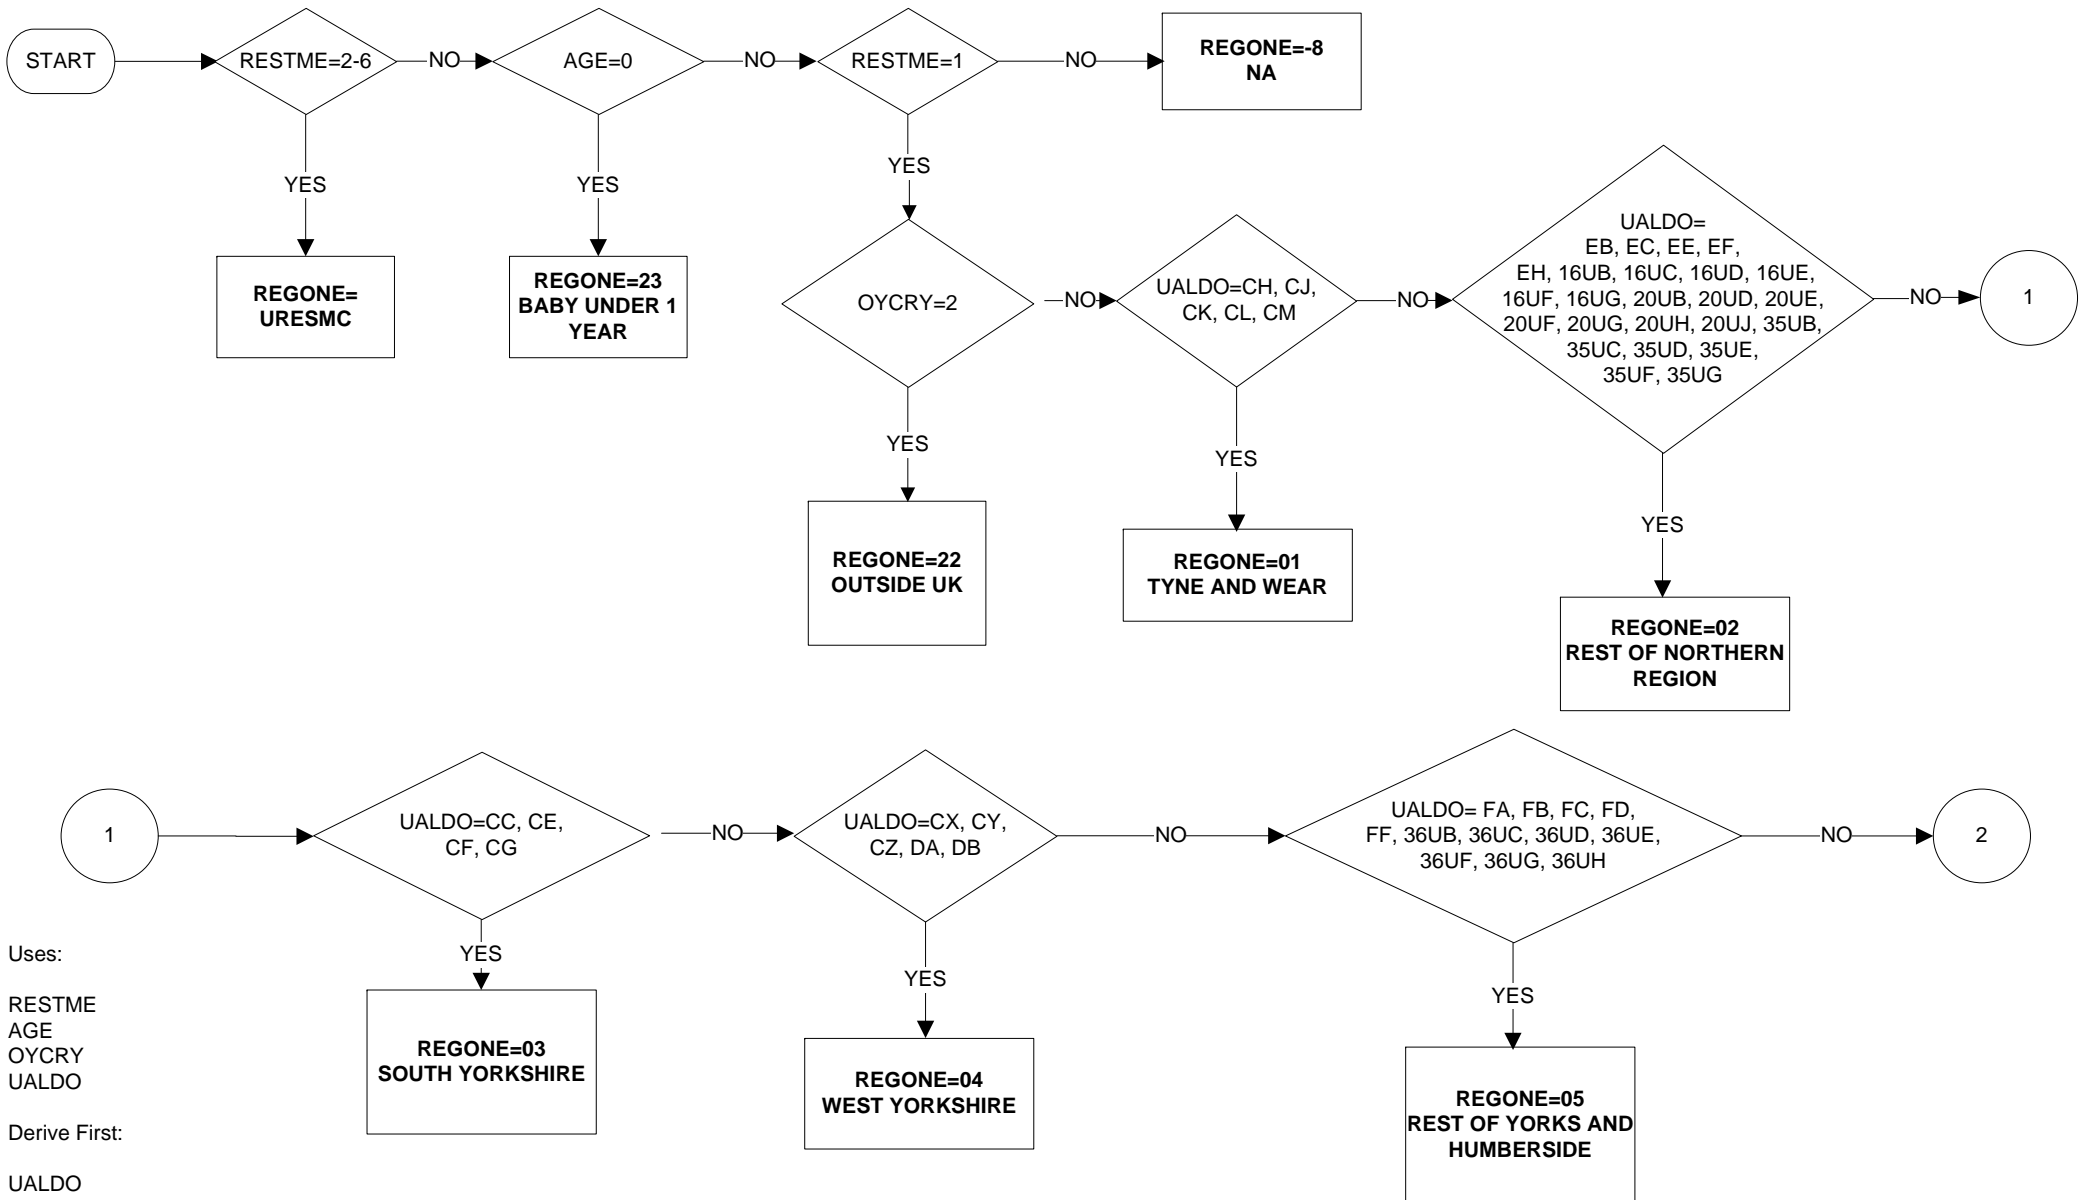 START
RESTME=2-6
NO
AGE=0
NO
RESTME=1
NO
REGONE=-8
NA
YES
YES
YES
REGONE=
URESMC
REGONE=23
BABY UNDER 1
YEAR
OYCRY=2
NO
UALDO=CH, CJ,
CK, CL, CM
NO
UALDO=
EB, EC, EE, EF,
EH, 16UB, 16UC, 16UD, 16UE,
16UF, 16UG, 20UB, 20UD, 20UE,
20UF, 20UG, 20UH, 20UJ, 35UB,
35UC, 35UD, 35UE,
35UF, 35UG
NO
1
YES
YES
YES
REGONE=22
OUTSIDE UK
REGONE=01
TYNE AND WEAR
REGONE=02
REST OF NORTHERN
REGION
1
UALDO=CC, CE,
CF, CG
NO
UALDO=CX, CY,
CZ, DA, DB
NO
UALDO= FA, FB, FC, FD,
FF, 36UB, 36UC, 36UD, 36UE,
36UF, 36UG, 36UH
NO
2
YES
YES
YES
REGONE=03
SOUTH YORKSHIRE
REGONE=04
WEST YORKSHIRE
REGONE=05
REST OF YORKS AND
HUMBERSIDE
Uses:
RESTME
AGE
OYCRY
UALDO
Derive First:
UALDO